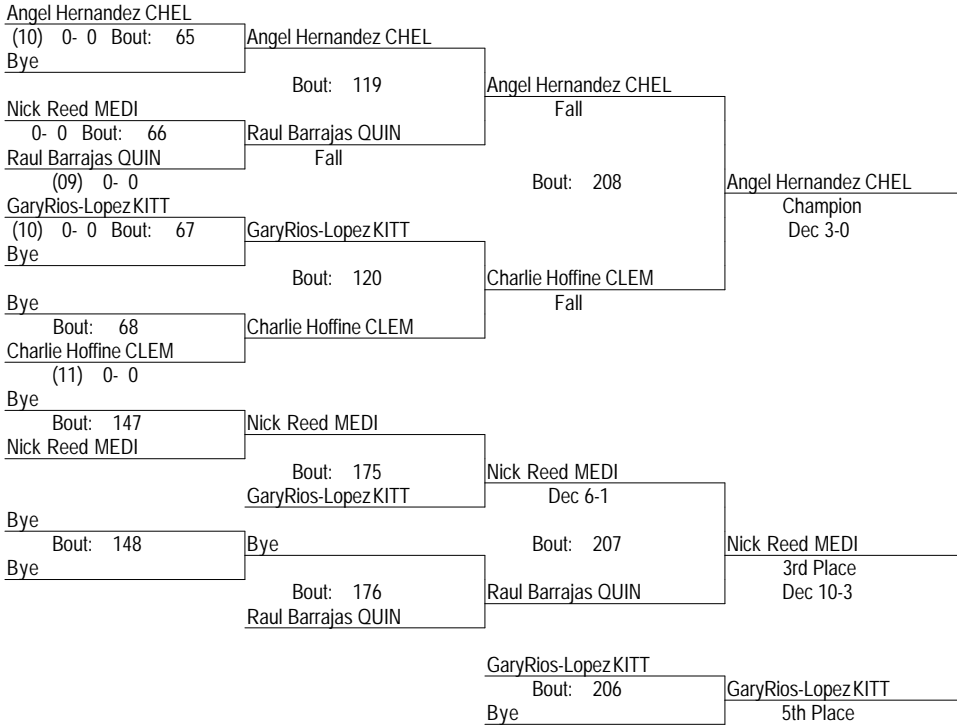 Angel Hernandez CHEL
(10) 0- 0 Bout: 65 Angel Hernandez CHEL
Bye
Bout: 119 Angel Hernandez CHEL
Nick Reed MEDI Fall
0- 0 Bout: 66 Raul Barrajas QUIN
Raul Barrajas QUIN Fall
(09) 0- 0 Bout: 208 Angel Hernandez CHEL
GaryRios-Lopez KITT Champion
(10) 0- 0 Bout: 67 GaryRios-Lopez KITT Dec 3-0
Bye
Bout: 120 Charlie Hoffine CLEM
Bye Fall
Bout: 68 Charlie Hoffine CLEM
Charlie Hoffine CLEM
(11) 0- 0
Bye
Bout: 147 Nick Reed MEDI
Nick Reed MEDI
Bout: 175 Nick Reed MEDI
GaryRios-Lopez KITT Dec 6-1
Bye
Bout: 148 Bye Bout: 207 Nick Reed MEDI
Bye 3rd Place
Bout: 176 Raul Barrajas QUIN Dec 10-3
Raul Barrajas QUIN
GaryRios-Lopez KITT
Bout: 206 GaryRios-Lopez KITT
Bye 5th Place